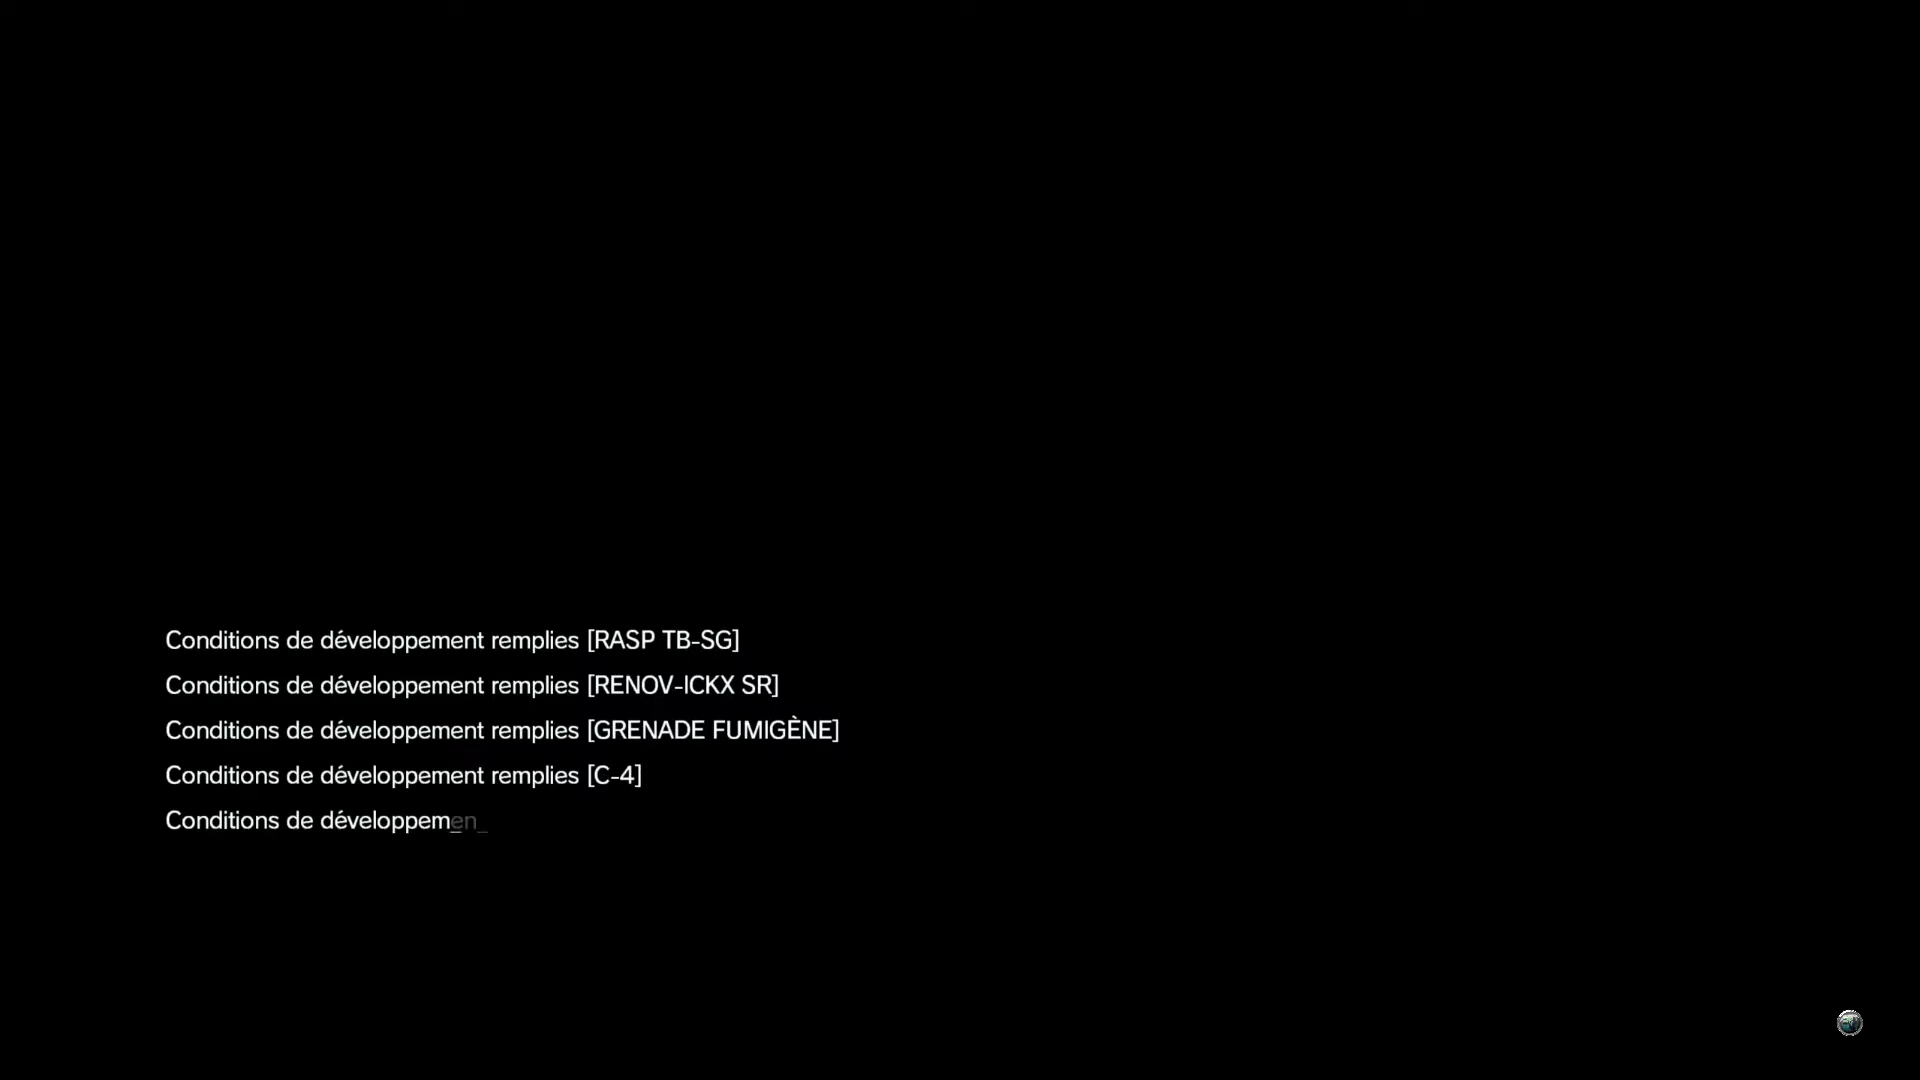 Conditions de développement remplies [RASP TB-SG]
Conditions de développement remplies [RENOV-ICKX SR]
Conditions de développement remplies [GRENADE FUMIGÈNE]
Conditions de développement remplies [C-4]
Conditions de développemen_